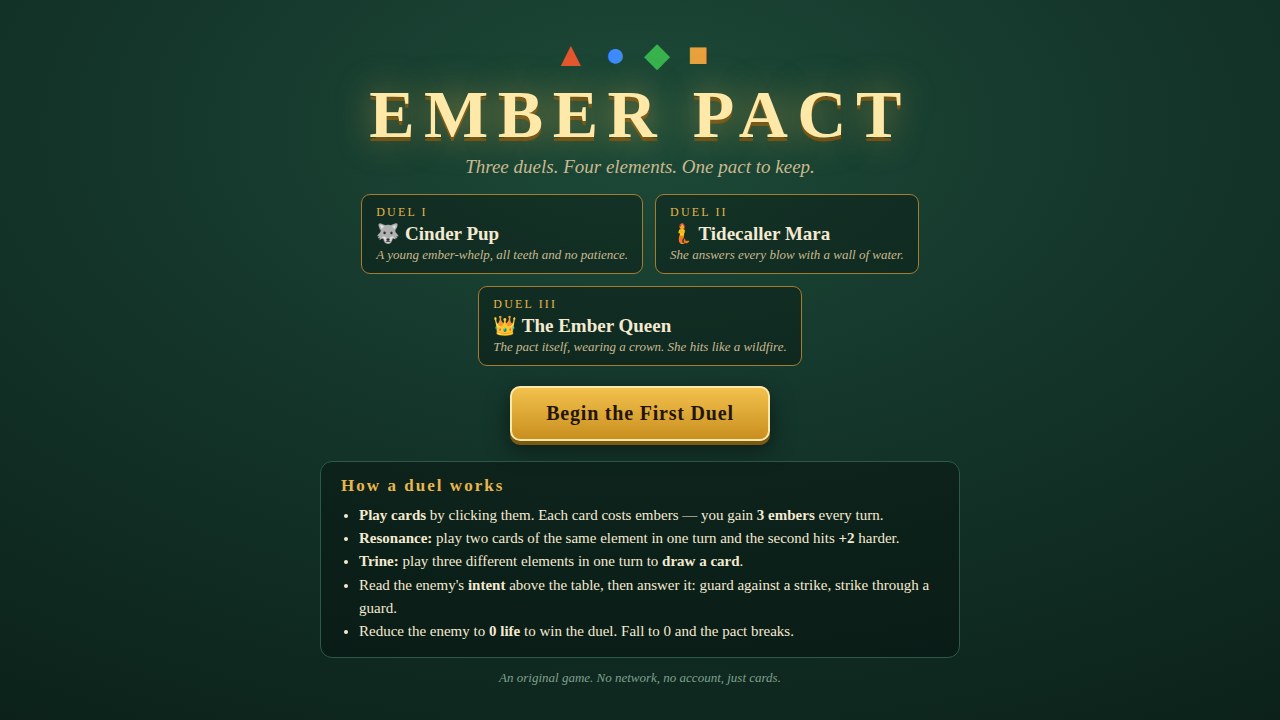 EMBER PACT
Three duels. Four elements. One pact to keep.
DUEL I
Cinder Pup
A young ember-whelp, all teeth and no patience.
DUEL II
Tidecaller Mara
She answers every blow with a wall of water.
DUEL III
The Ember Queen
The pact itself, wearing a crown. She hits like a wildfire.
Begin the First Duel
How a duel works
Play cards by clicking them. Each card costs embers — you gain 3 embers every turn.
Resonance: play two cards of the same element in one turn and the second hits +2 harder.
Trine: play three different elements in one turn to draw a card.
Read the enemy's intent above the table, then answer it: guard against a strike, strike through a
guard.
Reduce the enemy to 0 life to win the duel. Fall to 0 and the pact breaks.
An original game. No network, no account, just cards.